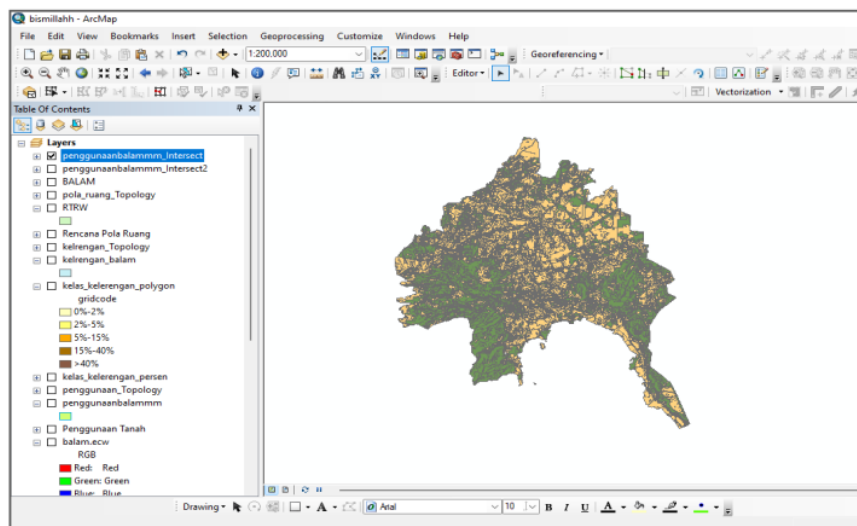 bismillahh - ArcMap
File Edit View Bookmarks Insert Selection Geoprocessing Customize Windows Help
1:200.000 Georeferencing
Editor
Vectorization
Table Of Contents
Layers
penggunaanbalammm_Intersect
penggunaanbalammm_Intersect2
BALAM
pola_ruang_Topology
RTRW
Rencana Pola Ruang
kelrengan_Topology
kelrengan_balam
kelas_kelerengan_polygon
gridcode
0%-2%
2%-5%
5%-15%
15%-40%
>40%
kelas_kelerengan_persen
penggunaan_Topology
penggunaanbalammm
Penggunaan Tanah
balam.ecw
RGB
Red: Red
Green: Green
Blue: Blue
Drawing A Arial 10 B I U A